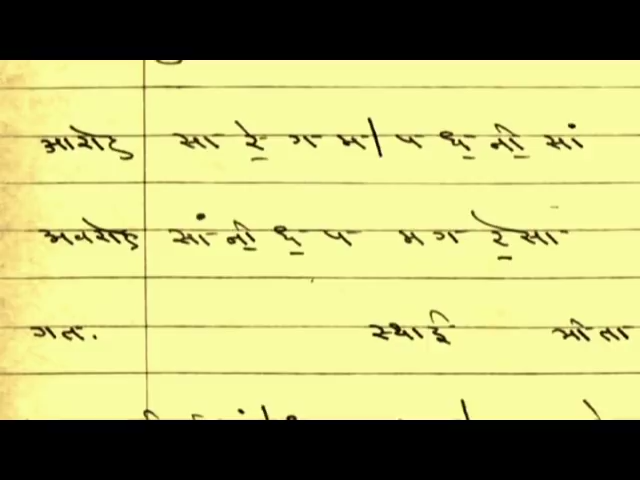 आरोह सा रे॒ ग म/ प ध॒ नी॒ सां
अवरोह सां नी॒ ध॒ प म ग रे॒ सा
गत. स्थाई